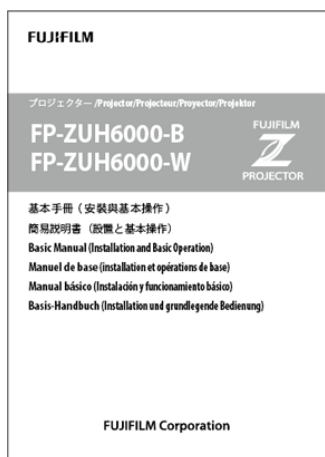 FUJIFILM
プロジェクター /Projector/Projecteur/Proyector/Projektor
FP-ZUH6000-B
FP-ZUH6000-W
FUJIFILM
Z
PROJECTOR
基本手冊（安裝與基本操作）
簡易説明書（設置と基本操作）
Basic Manual (Installation and Basic Operation)
Manuel de base (installation et opérations de base)
Manual básico (Instalación y funcionamiento básico)
Basis-Handbuch (Installation und grundlegende Bedienung)
FUJIFILM Corporation